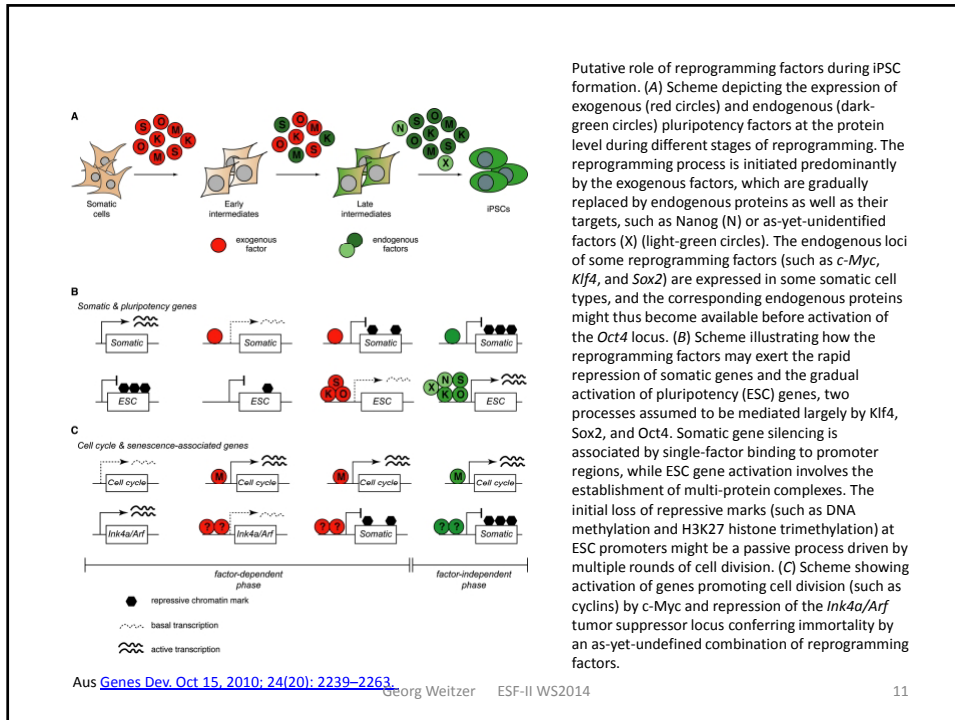 A
S O M K
O K
M S
S O M K
O K K
M S
N S O M K
O K
M S
X
Somatic
cells
Early
intermediates
Late
intermediates
iPSCs
exogenous
factor
endogenous
factors
B
Somatic & pluripotency genes
Somatic
Somatic
Somatic
Somatic
ESC
ESC
S
K O
ESC
N S
X K O
ESC
C
Cell cycle & senescence-associated genes
Cell cycle
M
Cell cycle
M
Cell cycle
M
Cell cycle
Ink4a/Arf
? ?
Ink4a/Arf
? ?
Somatic
? ?
Somatic
factor-dependent
phase
factor-independent
phase
repressive chromatin mark
basal transcription
active transcription
Putative role of reprogramming factors during iPSC
formation. (A) Scheme depicting the expression of
exogenous (red circles) and endogenous (dark-
green circles) pluripotency factors at the protein
level during different stages of reprogramming. The
reprogramming process is initiated predominantly
by the exogenous factors, which are gradually
replaced by endogenous proteins as well as their
targets, such as Nanog (N) or as-yet-unidentified
factors (X) (light-green circles). The endogenous loci
of some reprogramming factors (such as c-Myc,
Klf4, and Sox2) are expressed in some somatic cell
types, and the corresponding endogenous proteins
might thus become available before activation of
the Oct4 locus. (B) Scheme illustrating how the
reprogramming factors may exert the rapid
repression of somatic genes and the gradual
activation of pluripotency (ESC) genes, two
processes assumed to be mediated largely by Klf4,
Sox2, and Oct4. Somatic gene silencing is
associated by single-factor binding to promoter
regions, while ESC gene activation involves the
establishment of multi-protein complexes. The
initial loss of repressive marks (such as DNA
methylation and H3K27 histone trimethylation) at
ESC promoters might be a passive process driven by
multiple rounds of cell division. (C) Scheme showing
activation of genes promoting cell division (such as
cyclins) by c-Myc and repression of the Ink4a/Arf
tumor suppressor locus conferring immortality by
an as-yet-undefined combination of reprogramming
factors.
Aus Genes Dev. Oct 15, 2010; 24(20): 2239–2263.
Georg Weitzer ESF-II WS2014
11